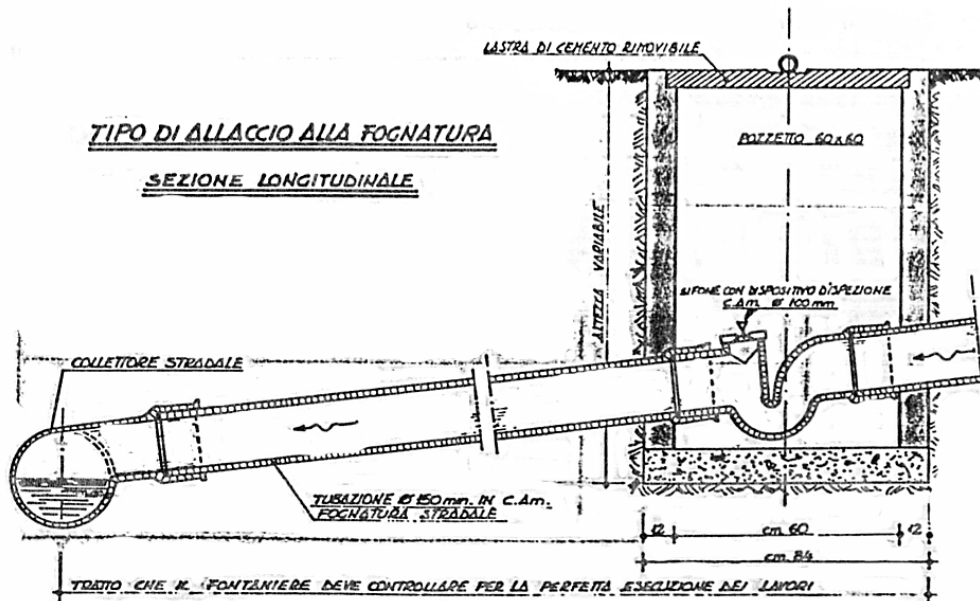 LASTRA DI CEMENTO RIMOVIBILE
TIPO DI ALLACCIO ALLA FOGNATURA
SEZIONE LONGITUDINALE
POZZETTO 60x60
ALTEZZA VARIABILE
SIFONE CON DISPOSITIVO D'ISPEZIONE
C.Am. Ø 100 mm
COLLETTORE STRADALE
TUBAZIONE Ø 150 mm. IN C.Am.
FOGNATURA STRADALE
12 cm. 60 12
cm. 84
TRATTO CHE IL FONTANIERE DEVE CONTROLLARE PER LA PERFETTA ESECUZIONE DEI LAVORI